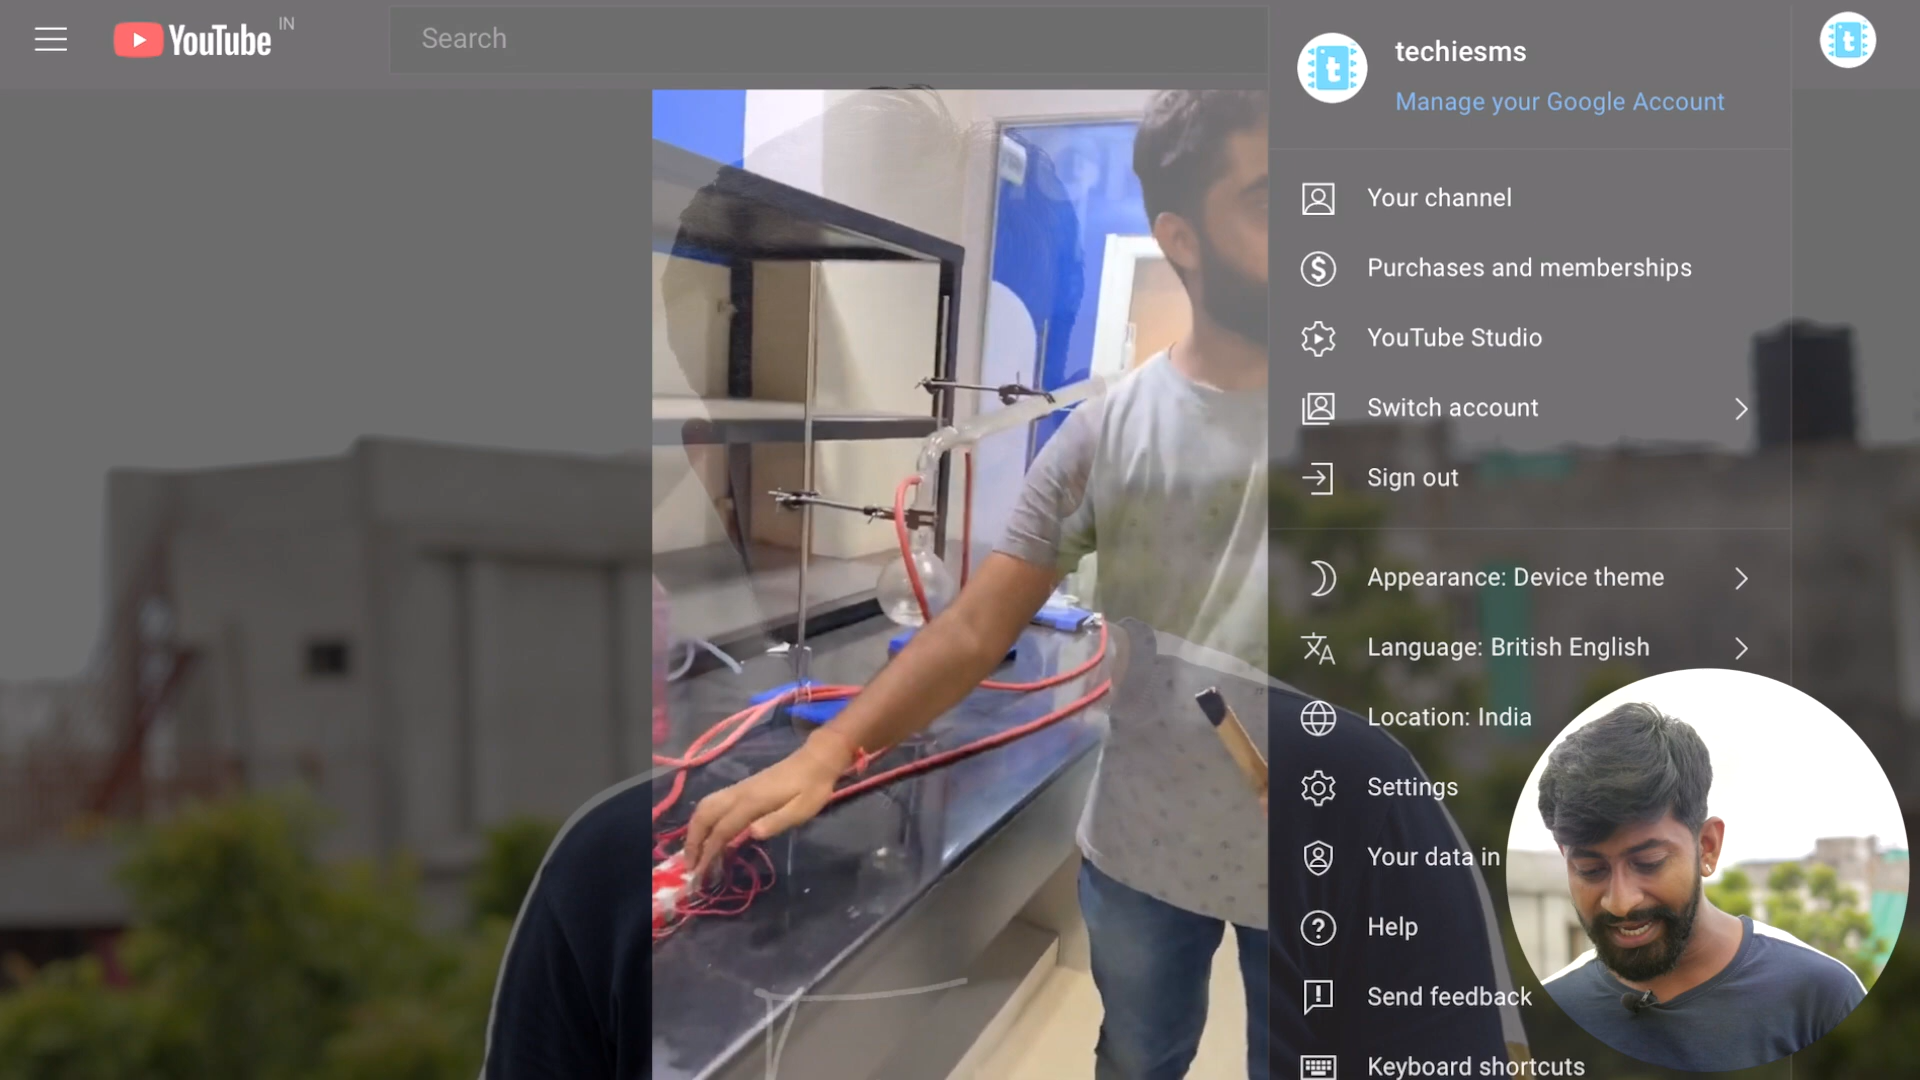 YouTube IN
Search
techiesms
Manage your Google Account
Your channel
Purchases and memberships
YouTube Studio
Switch account
Sign out
Appearance: Device theme
Language: British English
Location: India
Settings
Your data in
Help
Send feedback
Keyboard shortcuts